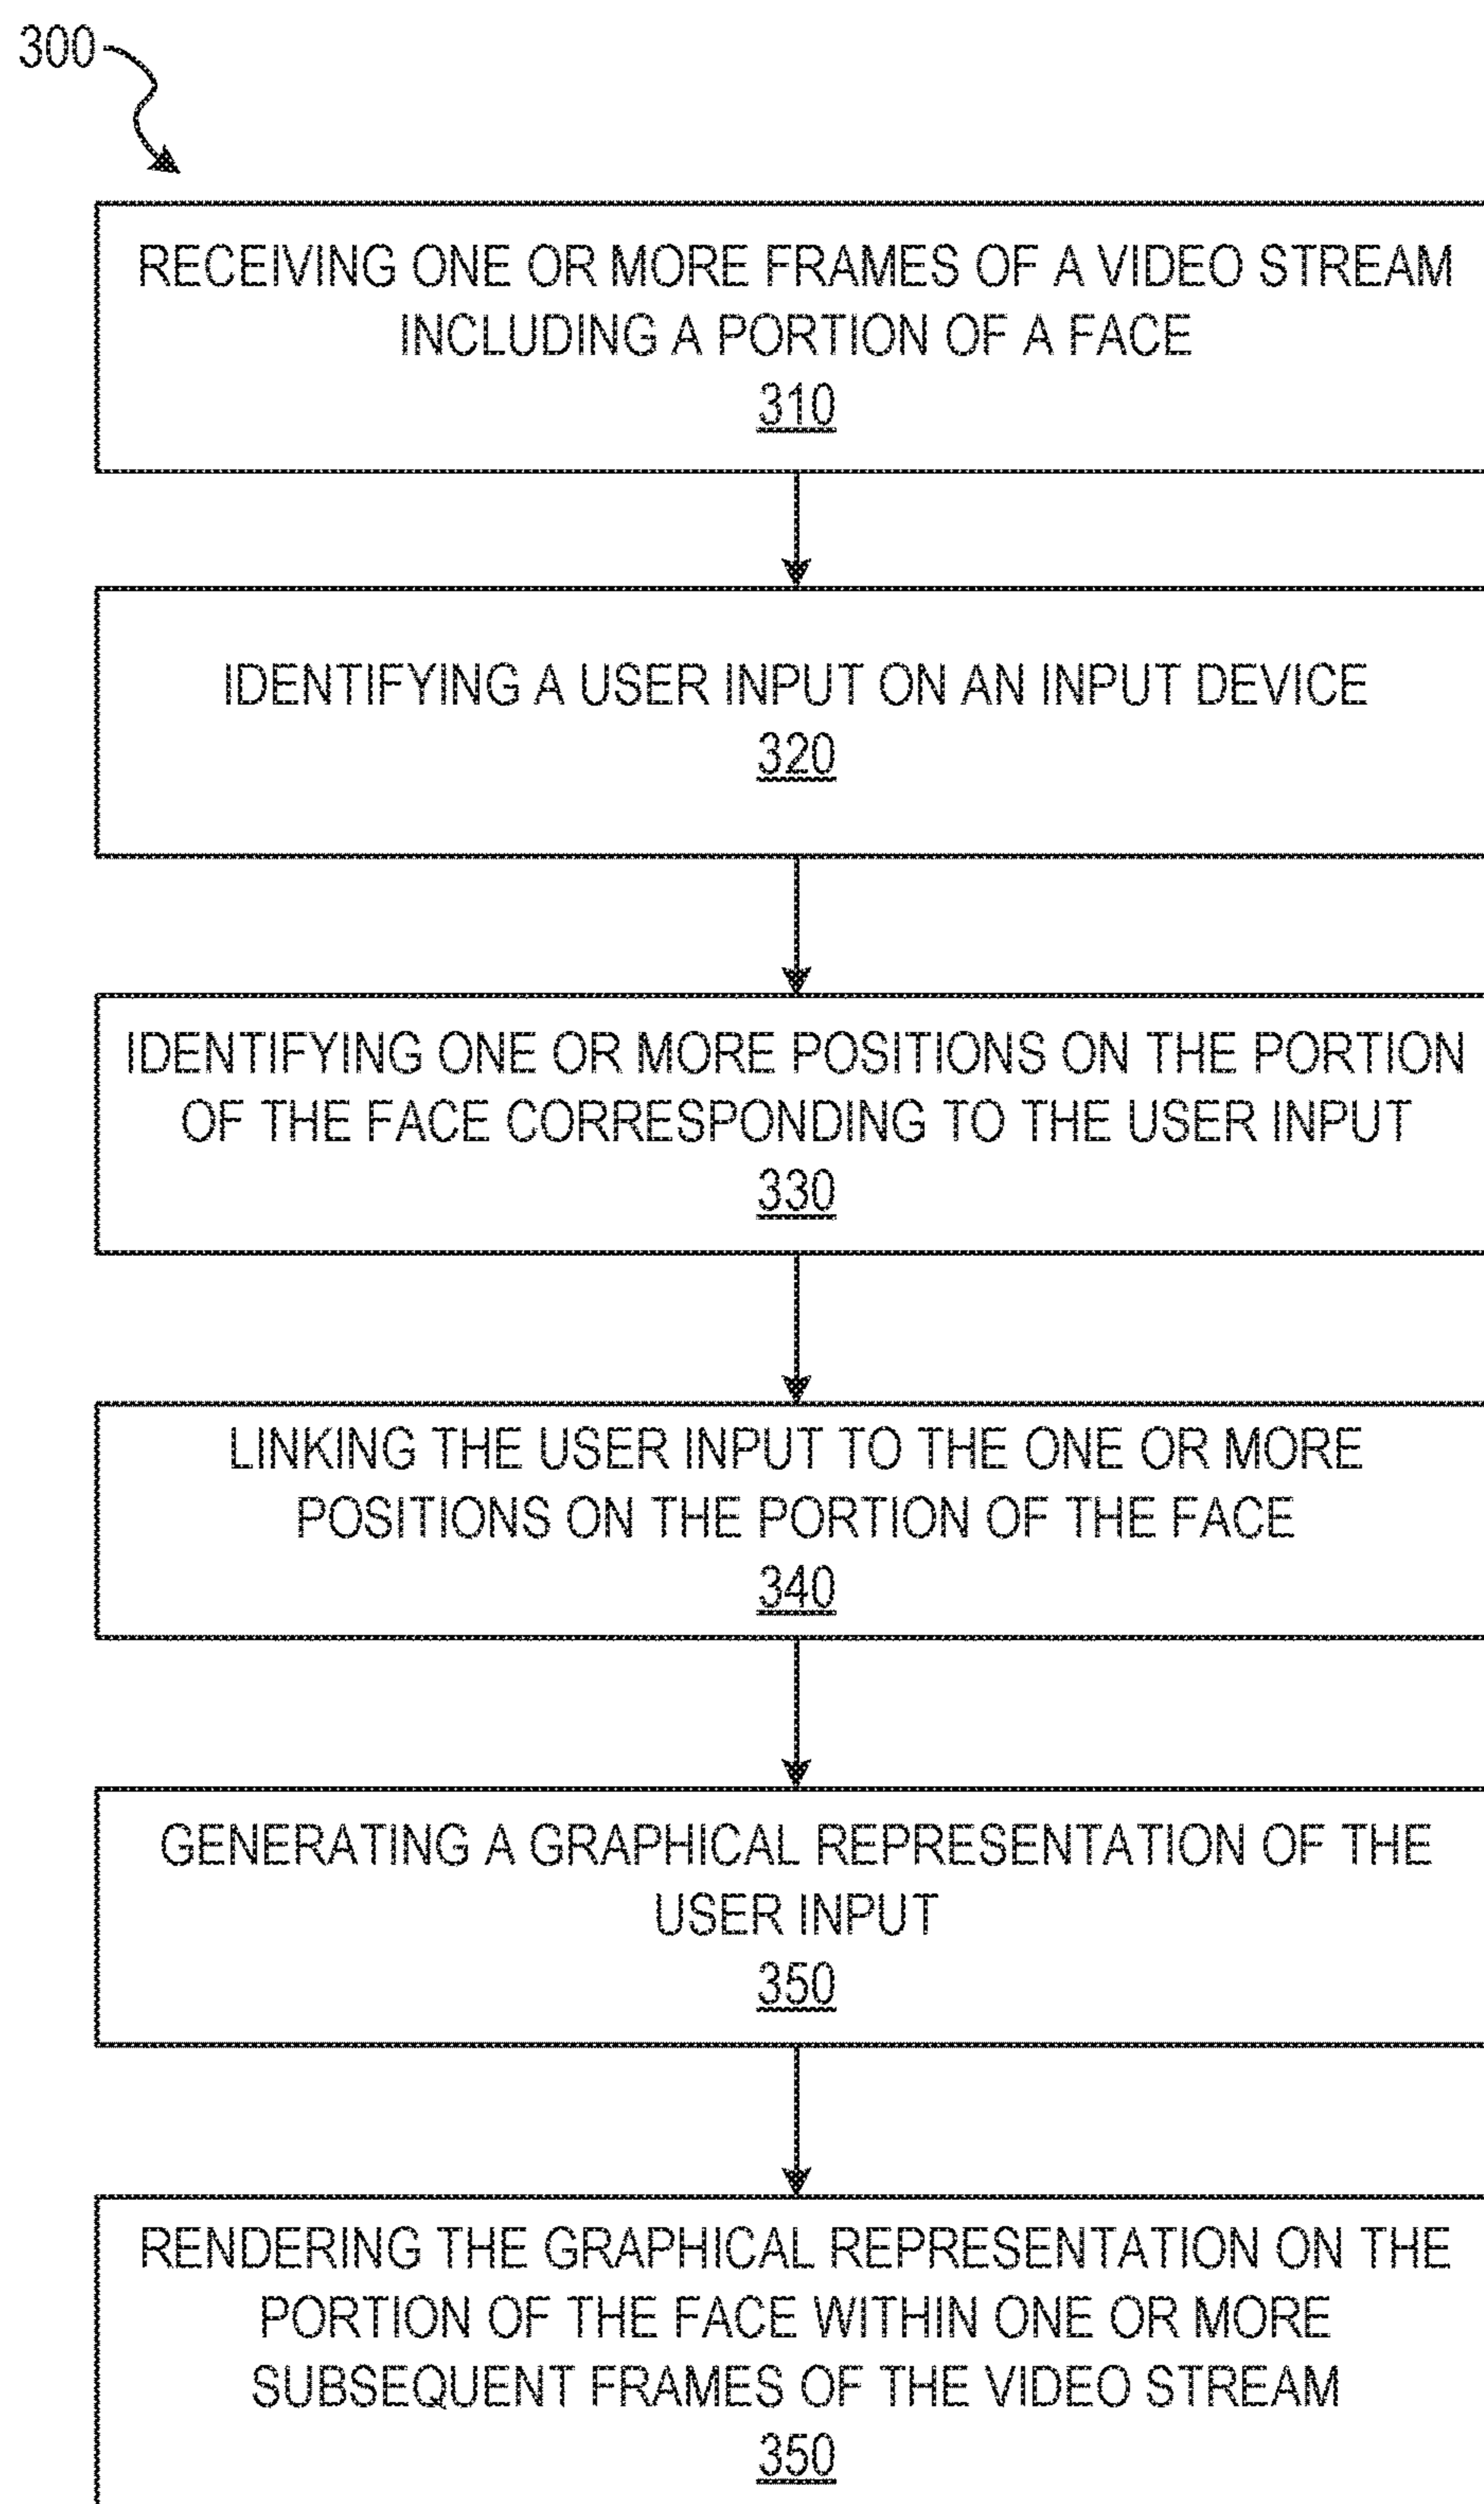 300
RECEIVING ONE OR MORE FRAMES OF A VIDEO STREAM
INCLUDING A PORTION OF A FACE
310
IDENTIFYING A USER INPUT ON AN INPUT DEVICE
320
IDENTIFYING ONE OR MORE POSITIONS ON THE PORTION
OF THE FACE CORRESPONDING TO THE USER INPUT
330
LINKING THE USER INPUT TO THE ONE OR MORE
POSITIONS ON THE PORTION OF THE FACE
340
GENERATING A GRAPHICAL REPRESENTATION OF THE
USER INPUT
350
RENDERING THE GRAPHICAL REPRESENTATION ON THE
PORTION OF THE FACE WITHIN ONE OR MORE
SUBSEQUENT FRAMES OF THE VIDEO STREAM
350